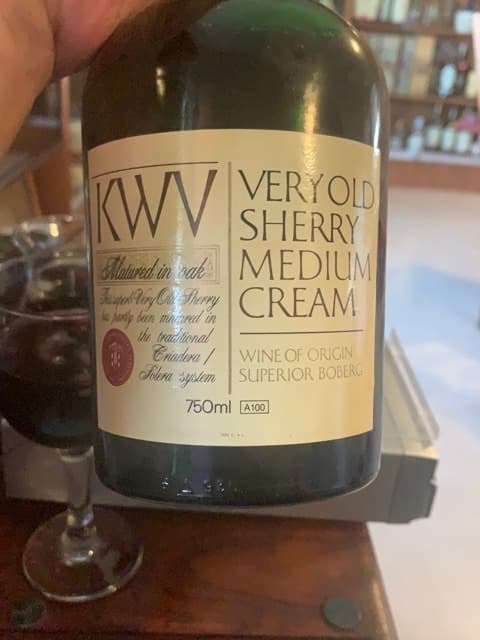 KWV
Matured in oak
This superb Very Old Sherry
has partly been matured in
the traditional
Criadera /
Solera system
VERY OLD
SHERRY
MEDIUM
CREAM
WINE OF ORIGIN
SUPERIOR BOBERG
750ml A100